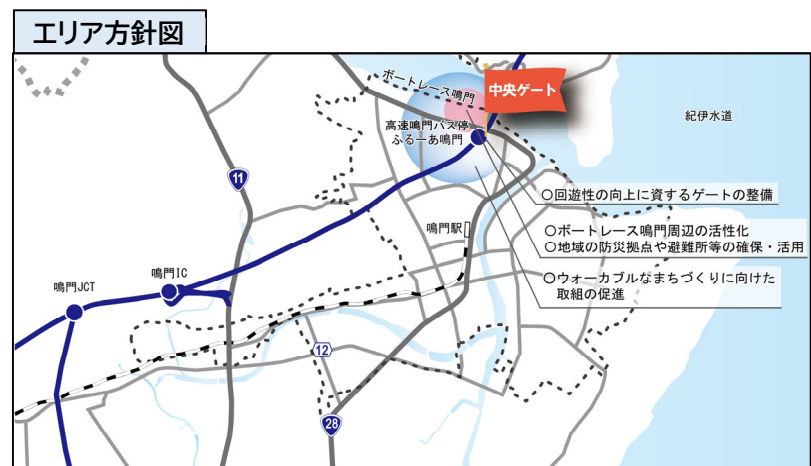 エリア方針図
ボートレース鳴門
中央ゲート
紀伊水道
高速鳴門バス停
ふるーあ鳴門
11
○回遊性の向上に資するゲートの整備
鳴門駅
○ボートレース鳴門周辺の活性化
○地域の防災拠点や避難所等の確保・活用
鳴門IC
○ウォーカブルなまちづくりに向けた
取組の促進
鳴門JCT
12
28